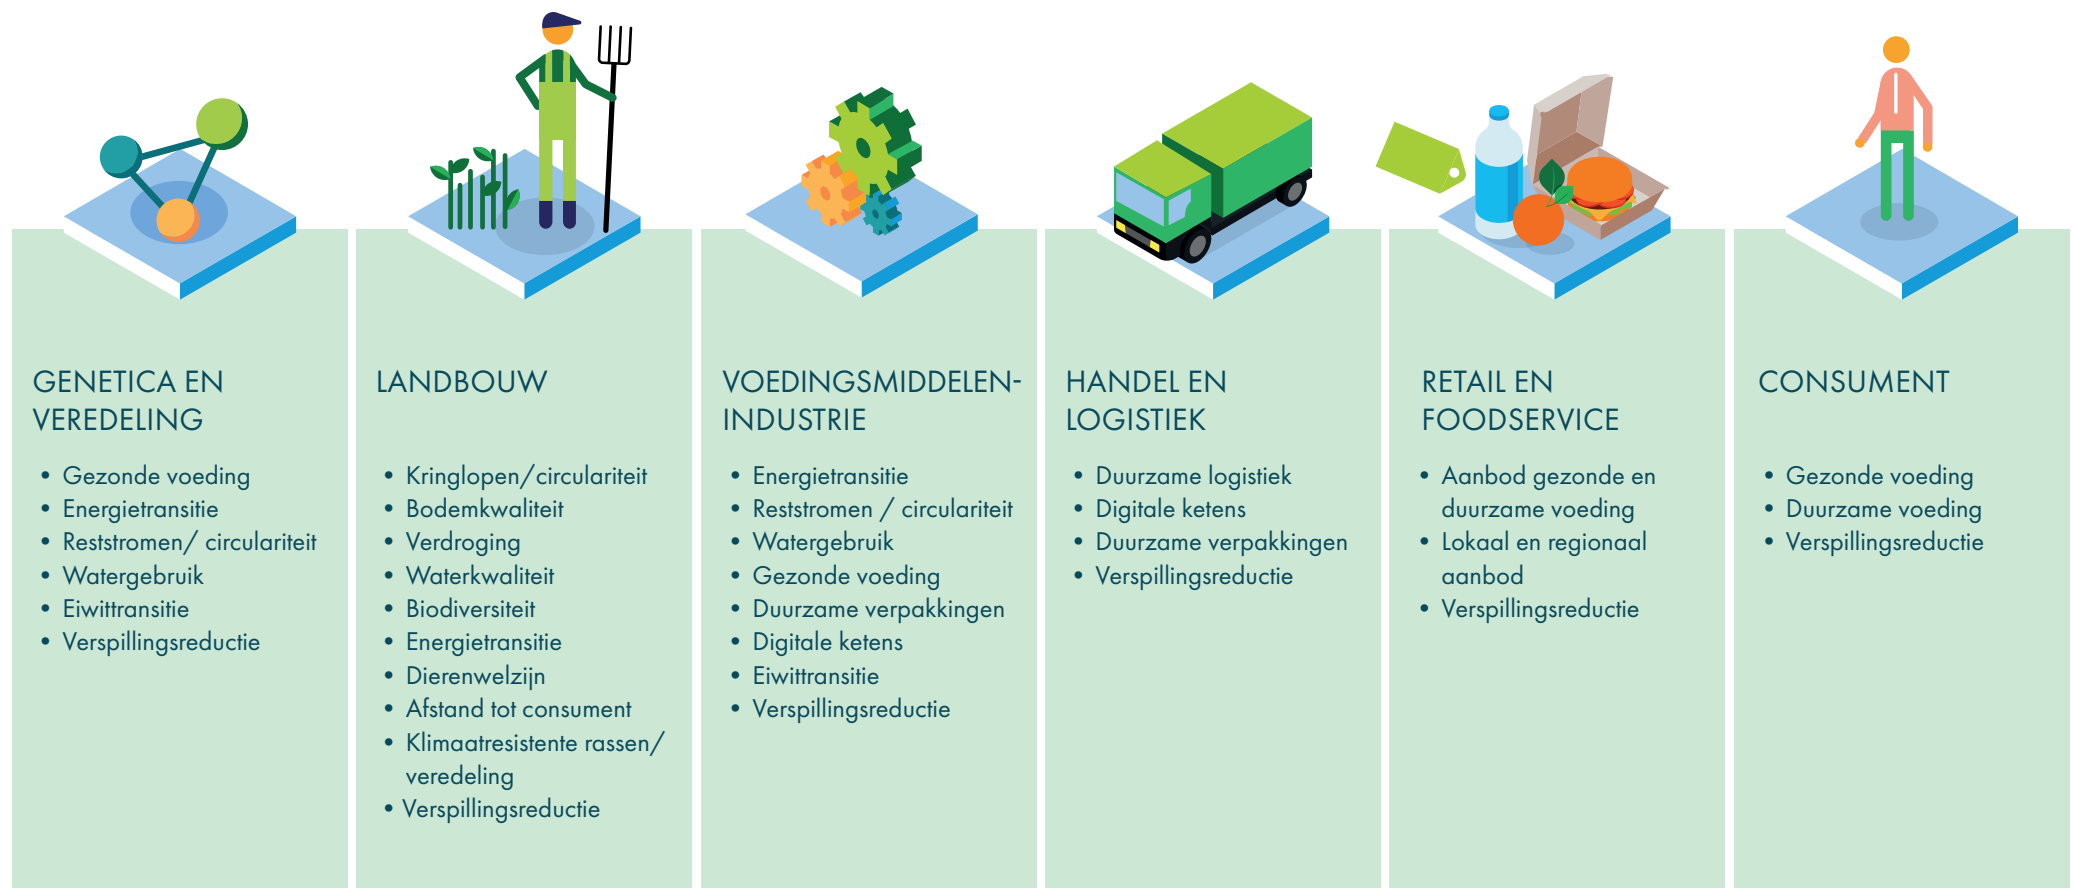 GENETICA EN
VEREDELING
• Gezonde voeding
• Energietransitie
• Reststromen/ circulariteit
• Watergebruik
• Eiwittransitie
• Verspillingsreductie
LANDBOUW
• Kringlopen/circulariteit
• Bodemkwaliteit
• Verdroging
• Waterkwaliteit
• Biodiversiteit
• Energietransitie
• Dierenwelzijn
• Afstand tot consument
• Klimaatresistente rassen/
veredeling
• Verspillingsreductie
VOEDINGSMIDDELEN-
INDUSTRIE
• Energietransitie
• Reststromen / circulariteit
• Watergebruik
• Gezonde voeding
• Duurzame verpakkingen
• Digitale ketens
• Eiwittransitie
• Verspillingsreductie
HANDEL EN
LOGISTIEK
• Duurzame logistiek
• Digitale ketens
• Duurzame verpakkingen
• Verspillingsreductie
RETAIL EN
FOODSERVICE
• Aanbod gezonde en
duurzame voeding
• Lokaal en regionaal
aanbod
• Verspillingsreductie
CONSUMENT
• Gezonde voeding
• Duurzame voeding
• Verspillingsreductie